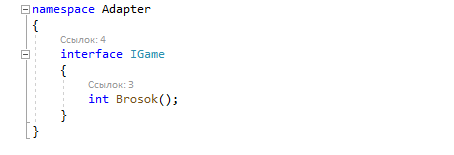 namespace Adapter
{
Ссылок: 4
interface IGame
{
Ссылок: 3
int Brosok();
}
}